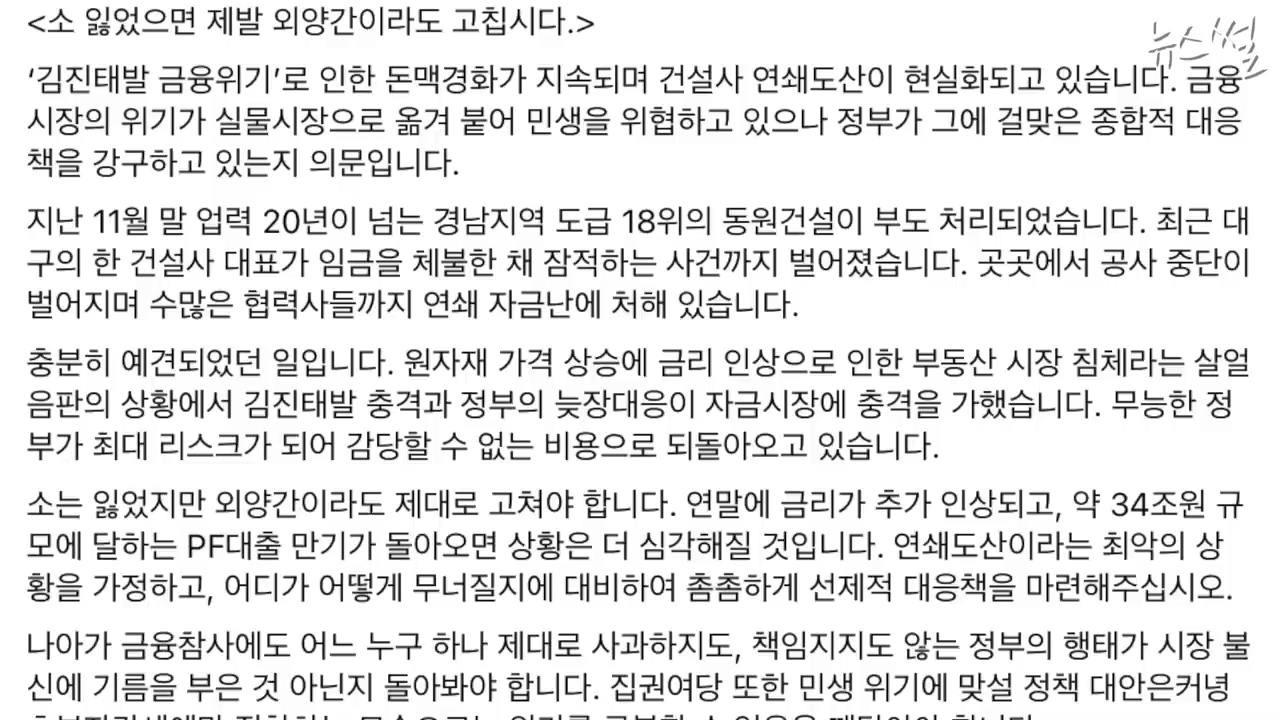 <소 잃었으면 제발 외양간이라도 고칩시다.>
뉴스썰
‘김진태발 금융위기’로 인한 돈맥경화가 지속되며 건설사 연쇄도산이 현실화되고 있습니다. 금융
시장의 위기가 실물시장으로 옮겨 붙어 민생을 위협하고 있으나 정부가 그에 걸맞은 종합적 대응
책을 강구하고 있는지 의문입니다.
지난 11월 말 업력 20년이 넘는 경남지역 도급 18위의 동원건설이 부도 처리되었습니다. 최근 대
구의 한 건설사 대표가 임금을 체불한 채 잠적하는 사건까지 벌어졌습니다. 곳곳에서 공사 중단이
벌어지며 수많은 협력사들까지 연쇄 자금난에 처해 있습니다.
충분히 예견되었던 일입니다. 원자재 가격 상승에 금리 인상으로 인한 부동산 시장 침체라는 살얼
음판의 상황에서 김진태발 충격과 정부의 늦장대응이 자금시장에 충격을 가했습니다. 무능한 정
부가 최대 리스크가 되어 감당할 수 없는 비용으로 되돌아오고 있습니다.
소는 잃었지만 외양간이라도 제대로 고쳐야 합니다. 연말에 금리가 추가 인상되고, 약 34조원 규
모에 달하는 PF대출 만기가 돌아오면 상황은 더 심각해질 것입니다. 연쇄도산이라는 최악의 상
황을 가정하고, 어디가 어떻게 무너질지에 대비하여 촘촘하게 선제적 대응책을 마련해주십시오.
나아가 금융참사에도 어느 누구 하나 제대로 사과하지도, 책임지지도 않는 정부의 행태가 시장 불
신에 기름을 부은 것 아닌지 돌아봐야 합니다. 집권여당 또한 민생 위기에 맞설 정책 대안은커녕